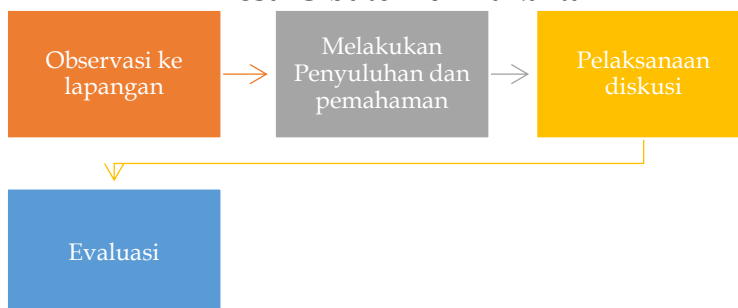 Observasi ke
lapangan
Melakukan
Penyuluhan dan
pemahaman
Pelaksanaan
diskusi
Evaluasi